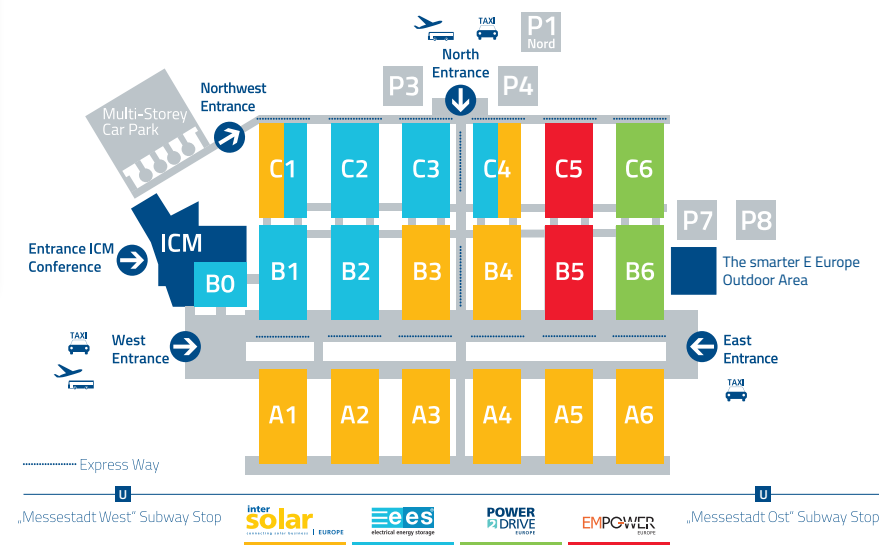 TAXI
P1
Nord
North
Entrance
P3
P4
Northwest
Entrance
Multi-Storey
Car Park
C1
C2
C3
C4
C5
C6
P7
P8
ICM
Entrance ICM
Conference
B0
B1
B2
B3
B4
B5
B6
The smarter E Europe
Outdoor Area
TAXI
West
Entrance
East
Entrance
TAXI
A1
A2
A3
A4
A5
A6
Express Way
U
U
„Messestadt West“ Subway Stop
inter
solar
connecting solar business | EUROPE
ees
electrical energy storage
POWER
2DRIVE
EUROPE
EMPOWER
EUROPE
„Messestadt Ost“ Subway Stop